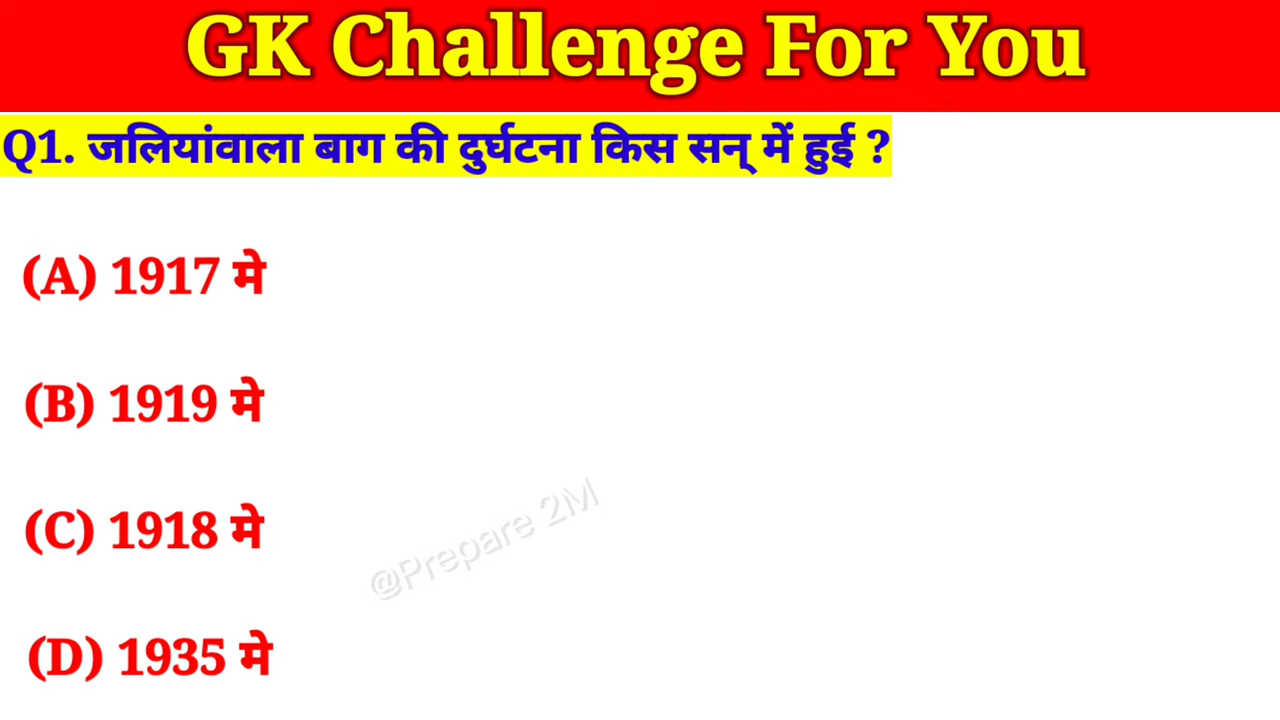 GK Challenge For You
Q1. जलियांवाला बाग की दुर्घटना किस सन् में हुई ?
(A) 1917 मे
(B) 1919 मे
(C) 1918 मे
@Prepare 2M
(D) 1935 मे